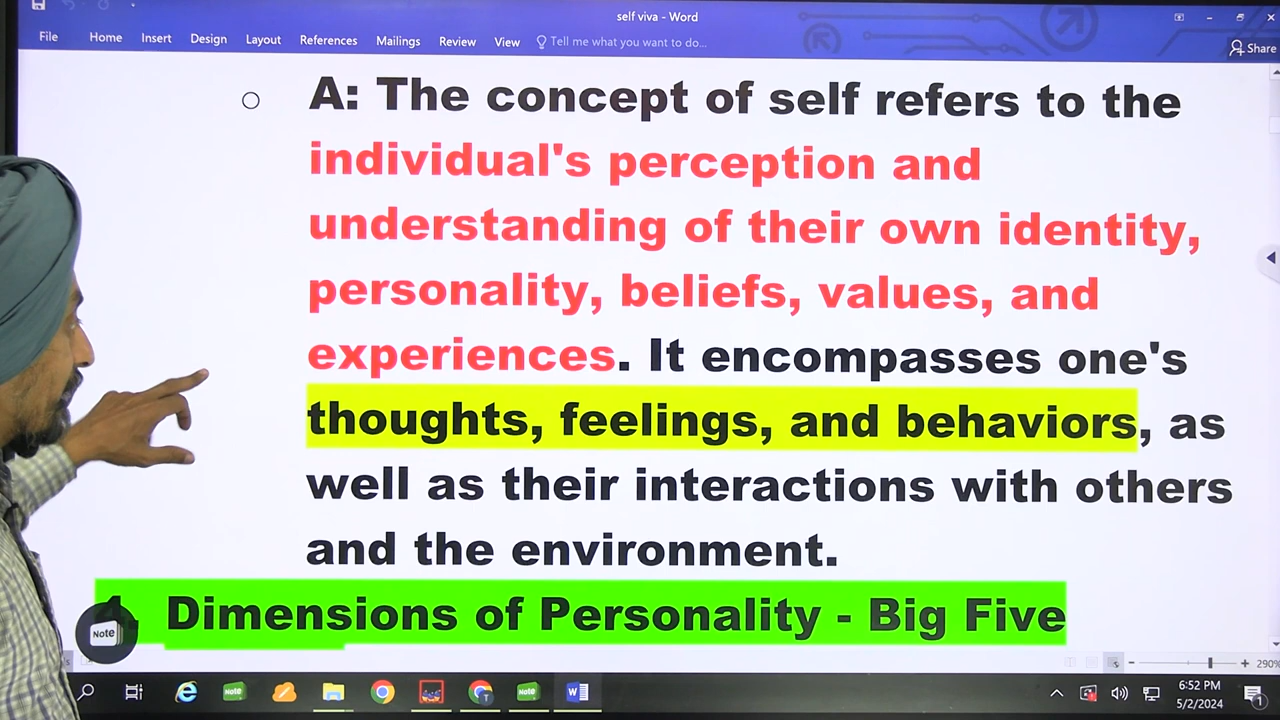 self viva - Word
File Home Insert Design Layout References Mailings Review View Tell me what you want to do... Share
A: The concept of self refers to the
individual's perception and
understanding of their own identity,
personality, beliefs, values, and
experiences. It encompasses one's
thoughts, feelings, and behaviors, as
well as their interactions with others
and the environment.
Dimensions of Personality - Big Five
Note
290%
Note Note
6:52 PM
5/2/2024